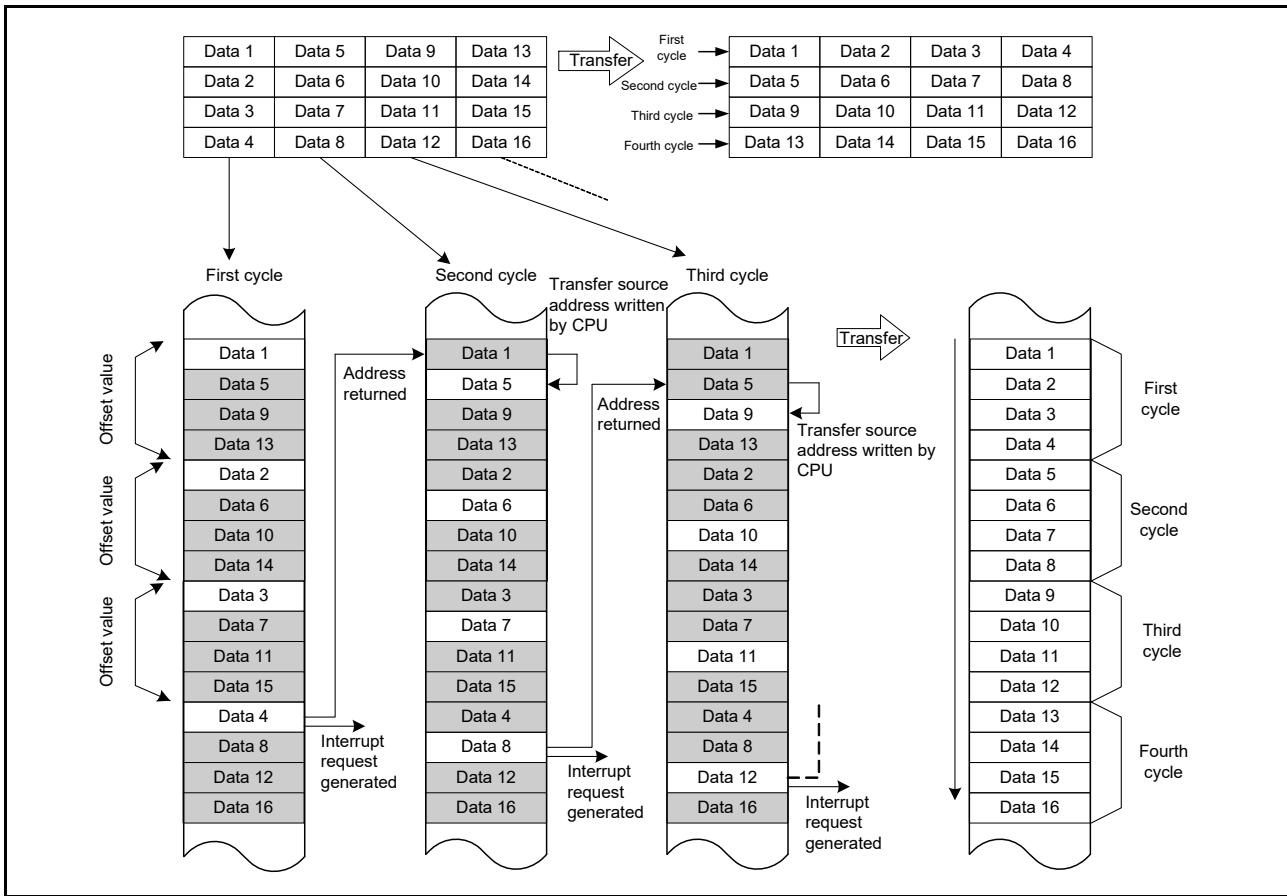 Data 1 Data 5 Data 9 Data 13
Data 2 Data 6 Data 10 Data 14
Data 3 Data 7 Data 11 Data 15
Data 4 Data 8 Data 12 Data 16
Transfer
First
cycle
Data 1 Data 2 Data 3 Data 4
Second cycle
Data 5 Data 6 Data 7 Data 8
Third cycle
Data 9 Data 10 Data 11 Data 12
Fourth cycle
Data 13 Data 14 Data 15 Data 16
First cycle
Offset value
Offset value
Offset value
Data 1
Data 5
Data 9
Data 13
Data 2
Data 6
Data 10
Data 14
Data 3
Data 7
Data 11
Data 15
Data 4
Data 8
Data 12
Data 16
Address
returned
Interrupt
request
generated
Second cycle
Transfer source
address written
by CPU
Data 1
Data 5
Data 9
Data 13
Data 2
Data 6
Data 10
Data 14
Data 3
Data 7
Data 11
Data 15
Data 4
Data 8
Data 12
Data 16
Address
returned
Interrupt
request
generated
Third cycle
Data 1
Data 5
Data 9
Data 13
Data 2
Data 6
Data 10
Data 14
Data 3
Data 7
Data 11
Data 15
Data 4
Data 8
Data 12
Data 16
Transfer source
address written by
CPU
Interrupt
request
generated
Transfer
Data 1
Data 2
Data 3
Data 4
Data 5
Data 6
Data 7
Data 8
Data 9
Data 10
Data 11
Data 12
Data 13
Data 14
Data 15
Data 16
First
cycle
Second
cycle
Third
cycle
Fourth
cycle